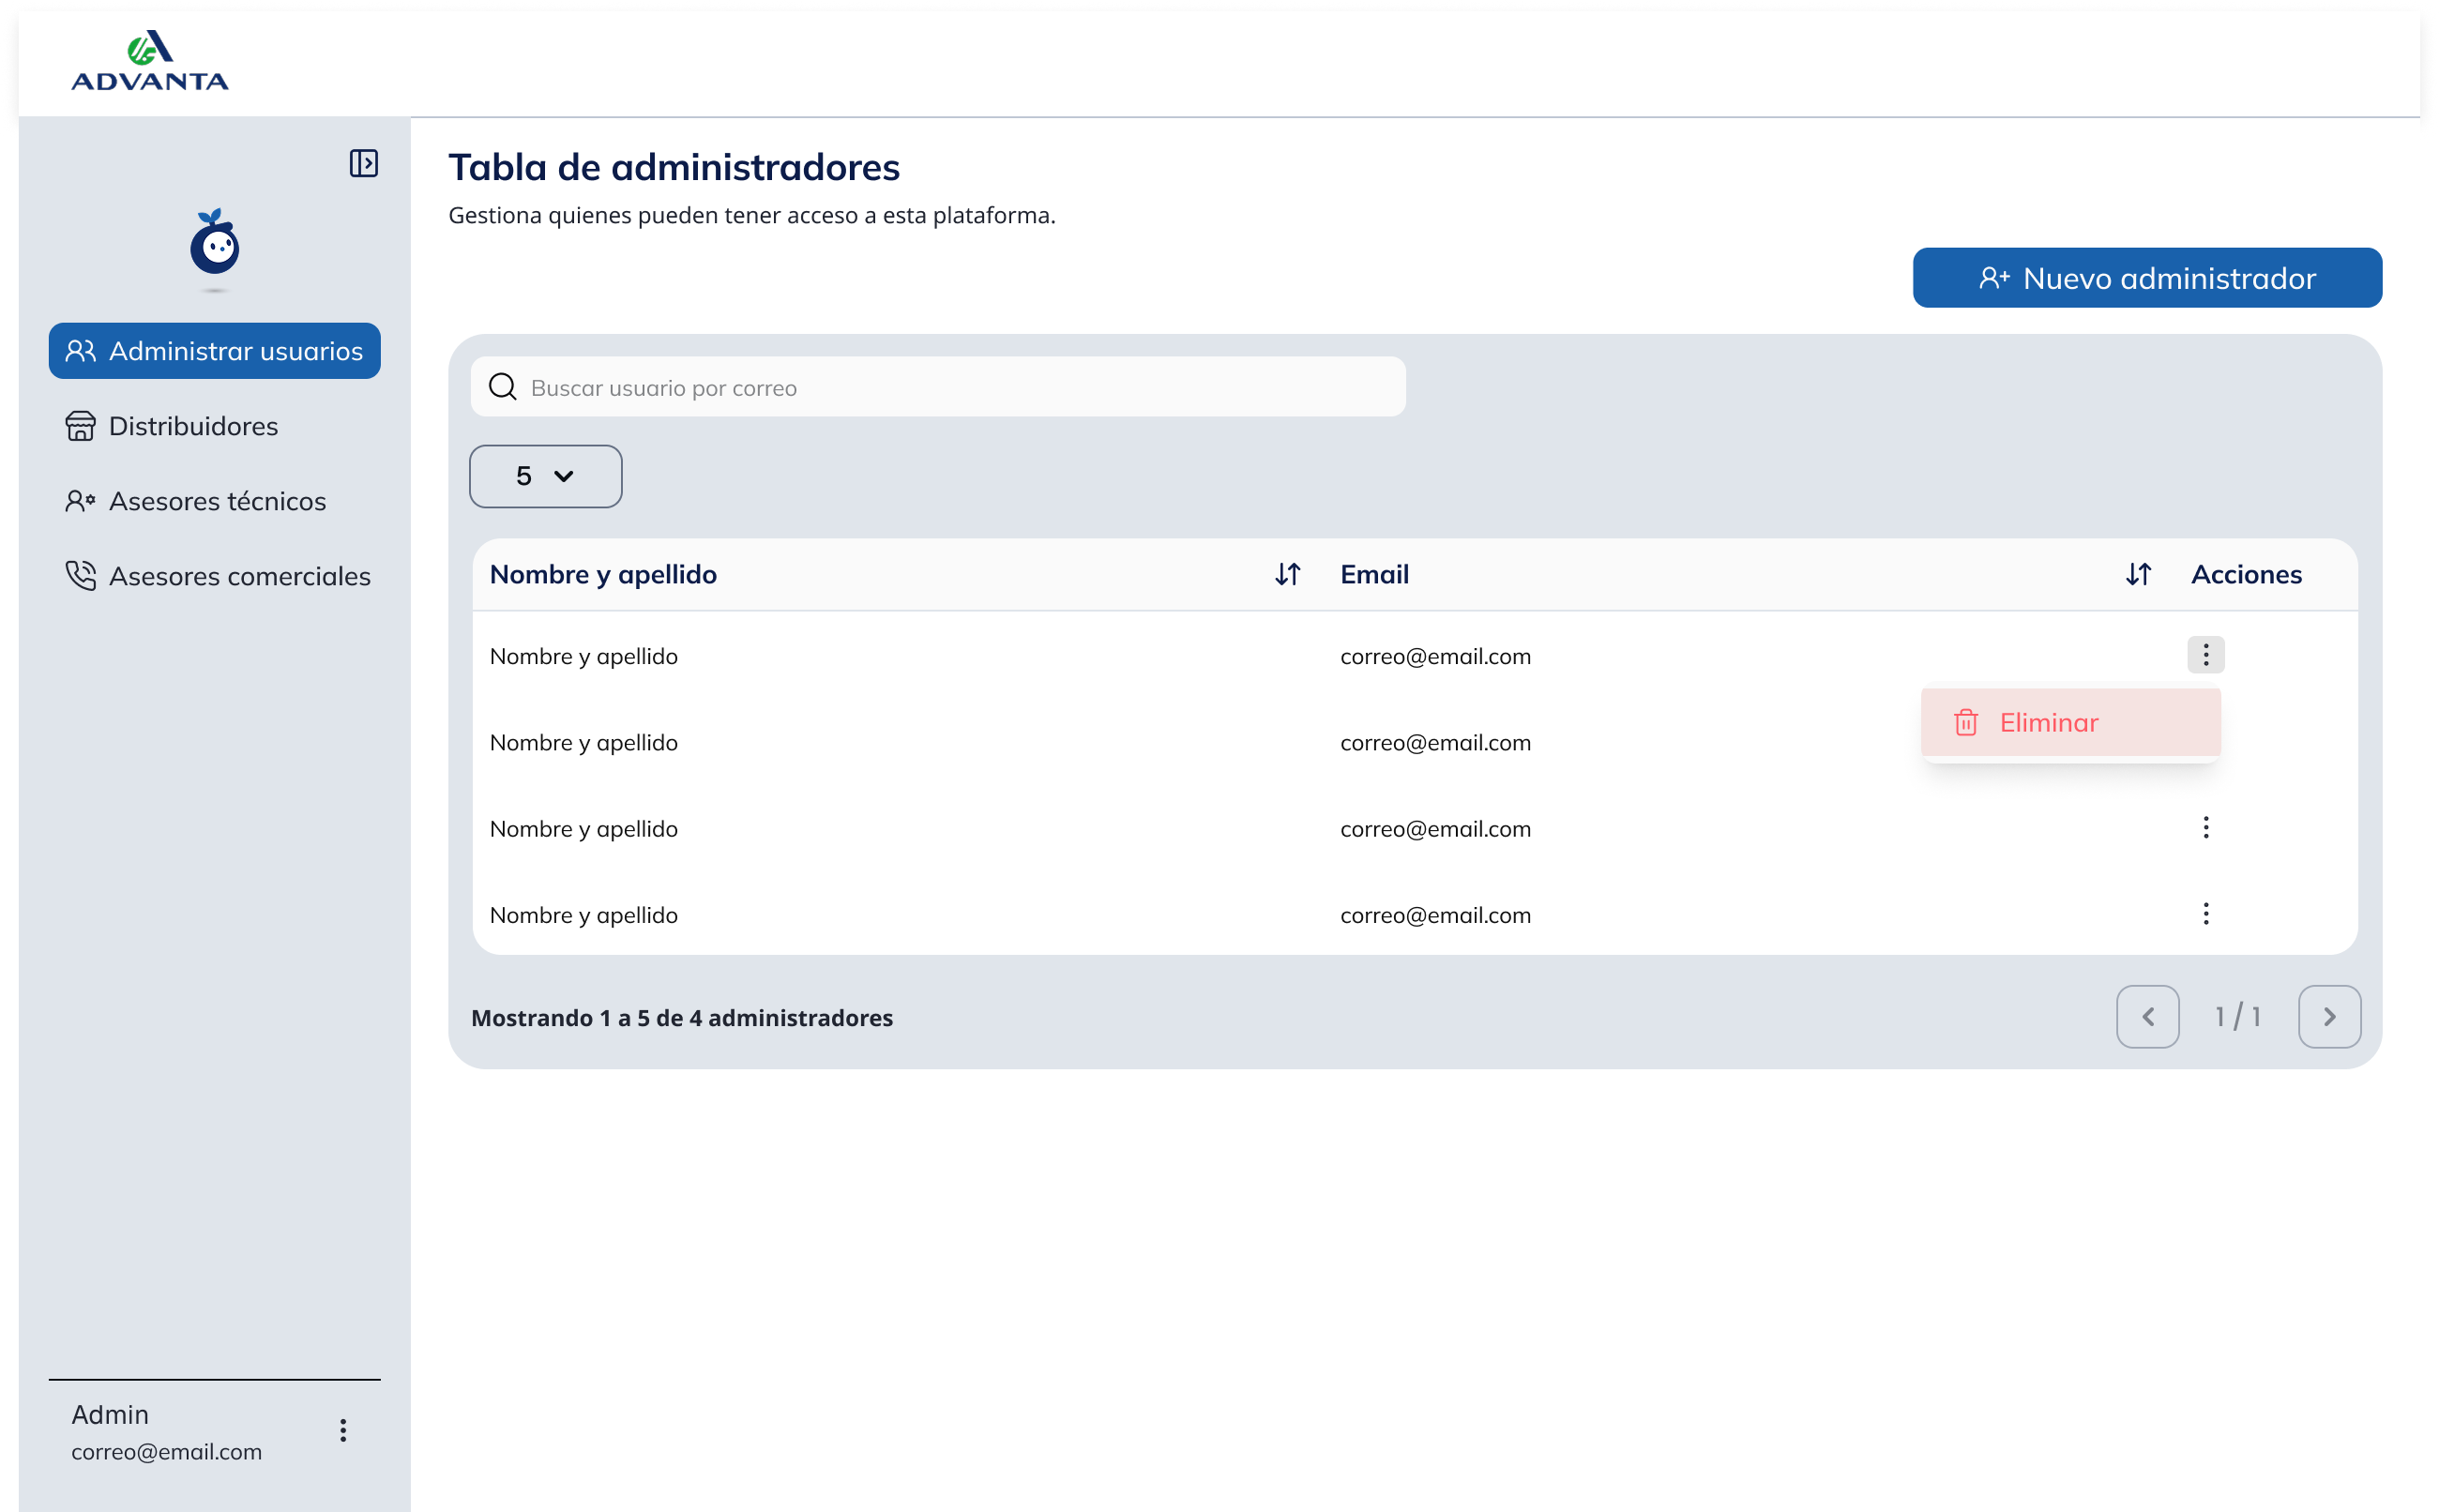 ADVANTA
Tabla de administradores
Gestiona quienes pueden tener acceso a esta plataforma.
Nuevo administrador
Administrar usuarios
Distribuidores
Asesores técnicos
Asesores comerciales
Buscar usuario por correo
5
Nombre y apellido Email Acciones
Nombre y apellido correo@email.com
Eliminar
Nombre y apellido correo@email.com
Nombre y apellido correo@email.com
Nombre y apellido correo@email.com
Mostrando 1 a 5 de 4 administradores
1 / 1
Admin
correo@email.com